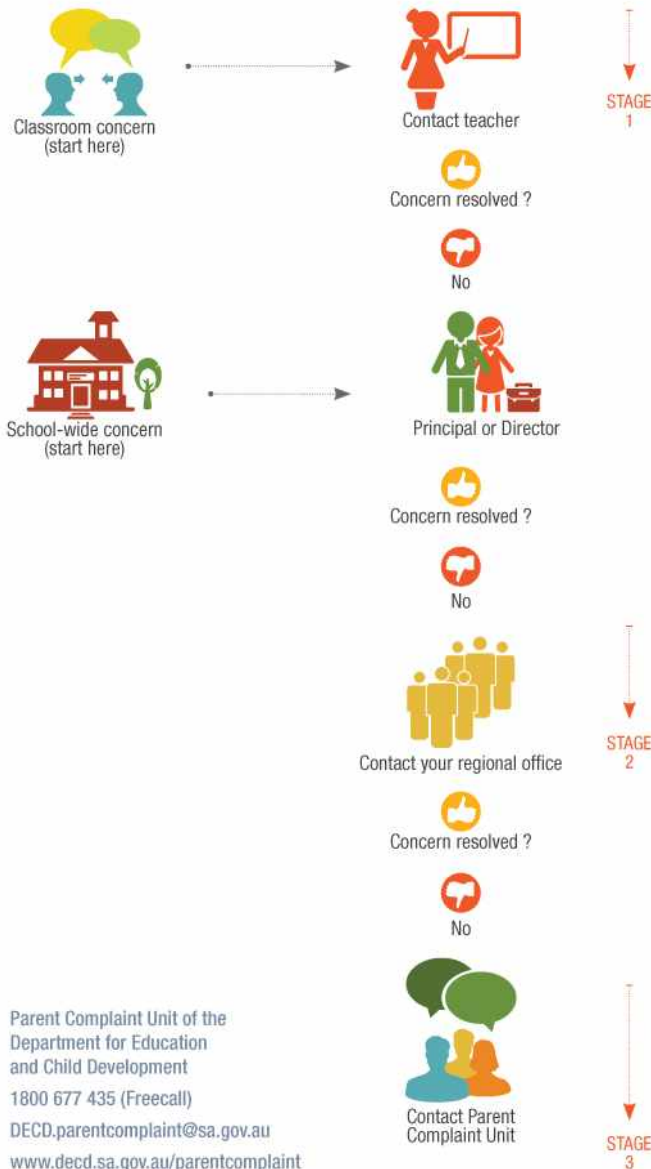 Classroom concern
(start here)
Contact teacher
STAGE
1
Concern resolved ?
No
School-wide concern
(start here)
Principal or Director
Concern resolved ?
No
Contact your regional office
STAGE
2
Concern resolved ?
No
Contact Parent
Complaint Unit
STAGE
3
Parent Complaint Unit of the
Department for Education
and Child Development
1800 677 435 (Freecall)
DECD.parentcomplaint@sa.gov.au
www.decd.sa.gov.au/parentcomplaint